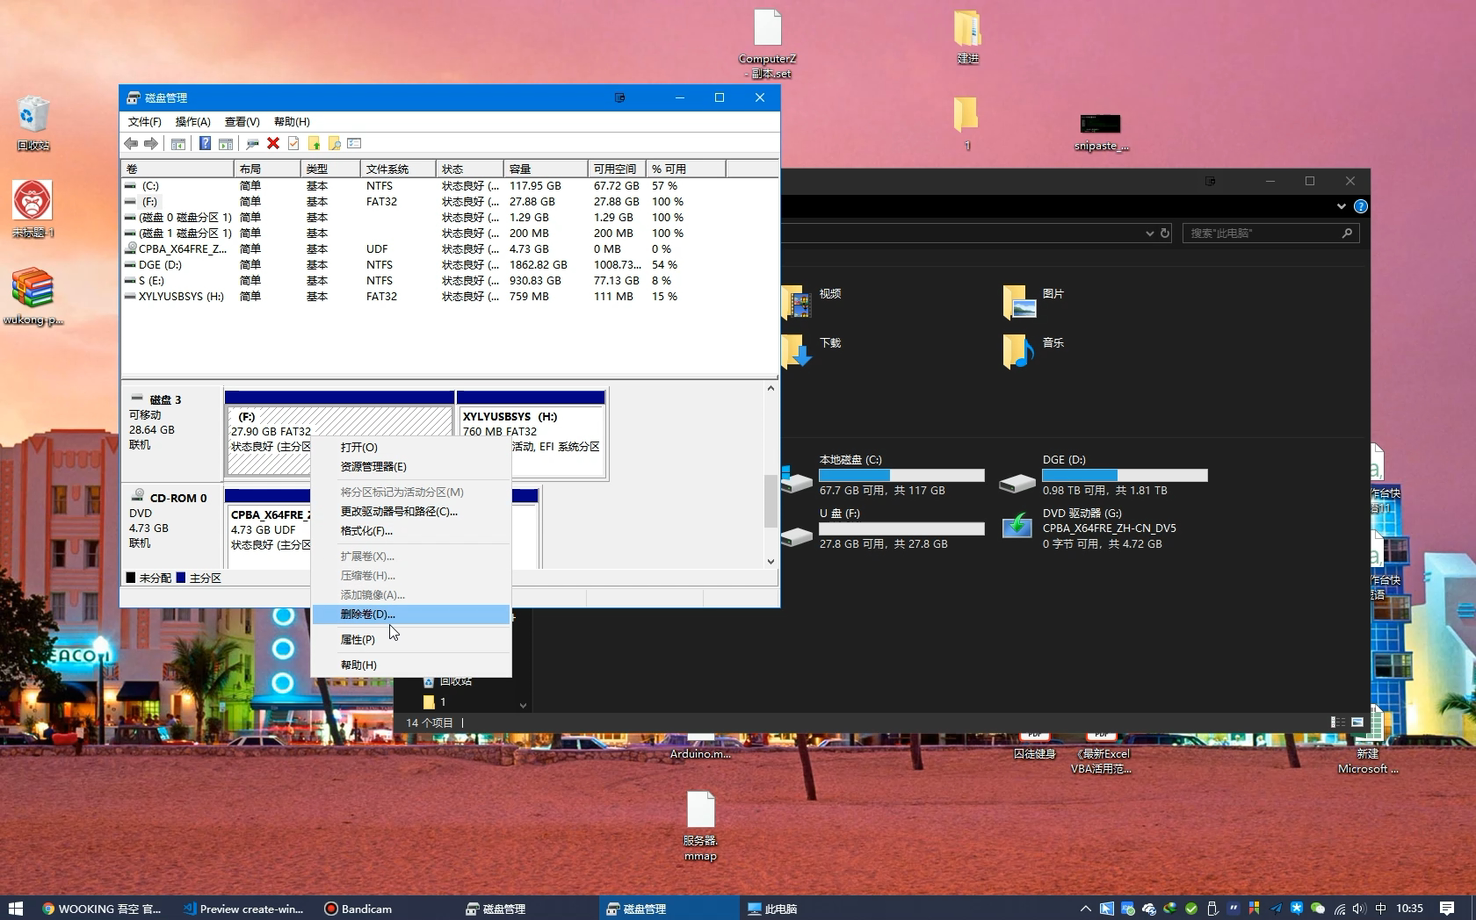 ComputerZ
- 副本.set
建进
1
snipaste_...
回收站
未标题-1
wukong-p...
磁盘管理
文件(F) 操作(A) 查看(V) 帮助(H)
卷 布局 类型 文件系统 状态 容量 可用空间 % 可用
(C:) 简单 基本 NTFS 状态良好 (... 117.95 GB 67.72 GB 57 %
(F:) 简单 基本 FAT32 状态良好 (... 27.88 GB 27.88 GB 100 %
(磁盘 0 磁盘分区 1) 简单 基本 状态良好 (... 1.29 GB 1.29 GB 100 %
(磁盘 1 磁盘分区 1) 简单 基本 状态良好 (... 200 MB 200 MB 100 %
CPBA_X64FRE_Z... 简单 基本 UDF 状态良好 (... 4.73 GB 0 MB 0 %
DGE (D:) 简单 基本 NTFS 状态良好 (... 1862.82 GB 1008.73... 54 %
S (E:) 简单 基本 NTFS 状态良好 (... 930.83 GB 77.13 GB 8 %
XYLYUSBSYS (H:) 简单 基本 FAT32 状态良好 (... 759 MB 111 MB 15 %
磁盘 3
可移动
28.64 GB
联机
(F:)
27.90 GB FAT32
状态良好 (主分区
XYLYUSBSYS (H:)
760 MB FAT32
活动, EFI 系统分区
CD-ROM 0
DVD
4.73 GB
联机
CPBA_X64FRE_Z
4.73 GB UDF
状态良好 (主分区
未分配 主分区
打开(O)
资源管理器(E)
将分区标记为活动分区(M)
更改驱动器号和路径(C)...
格式化(F)...
扩展卷(X)...
压缩卷(H)...
添加镜像(A)...
删除卷(D)...
属性(P)
帮助(H)
搜索"此电脑"
视频
图片
下载
音乐
本地磁盘 (C:)
67.7 GB 可用，共 117 GB
DGE (D:)
0.98 TB 可用，共 1.81 TB
U 盘 (F:)
27.8 GB 可用，共 27.8 GB
DVD 驱动器 (G:)
CPBA_X64FRE_ZH-CN_DV5
0 字节 可用，共 4.72 GB
回收站
1
14 个项目
EACO
Arduino.m...
囚徒健身
《最新Excel
VBA活用范...
新建
Microsoft ...
服务器.
mmap
WOOKING 吾空 官...
Preview create-win...
Bandicam
磁盘管理
磁盘管理
此电脑
中
10:35